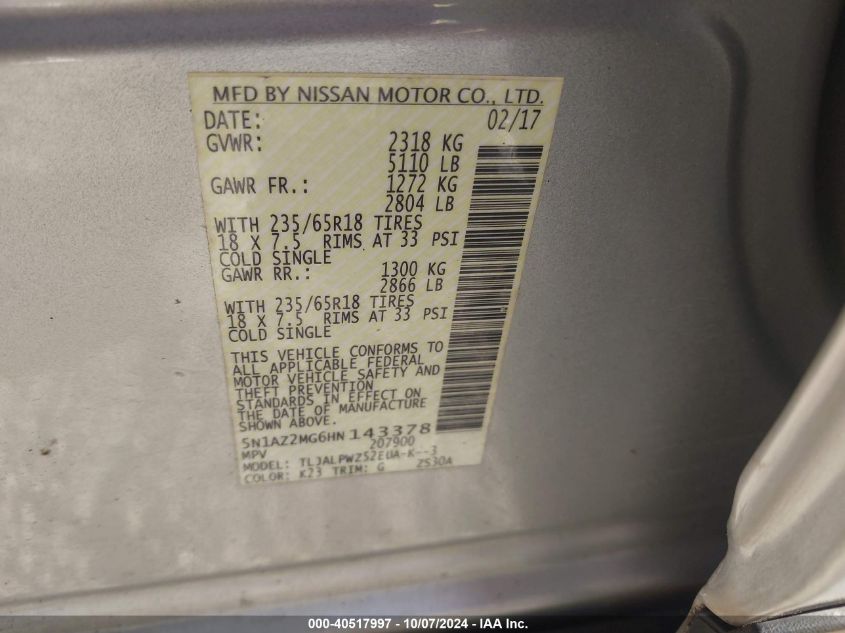 MFD BY NISSAN MOTOR CO., LTD.
DATE: 02/17
GVWR: 2318 KG
5110 LB
GAWR FR.: 1272 KG
2804 LB
WITH 235/65R18 TIRES
18 X 7.5 RIMS AT 33 PSI
COLD SINGLE
GAWR RR.: 1300 KG
2866 LB
WITH 235/65R18 TIRES
18 X 7.5 RIMS AT 33 PSI
COLD SINGLE
THIS VEHICLE CONFORMS TO
ALL APPLICABLE FEDERAL
MOTOR VEHICLE SAFETY AND
THEFT PREVENTION
STANDARDS IN EFFECT ON
THE DATE OF MANUFACTURE
SHOWN ABOVE.
5N1AZ2MG6HN143378
MPV 207900
MODEL: TLJALPWZ52EUA-K--3
COLOR: K23 TRIM: G Z530A
000-40517997 - 10/07/2024 - IAA Inc.